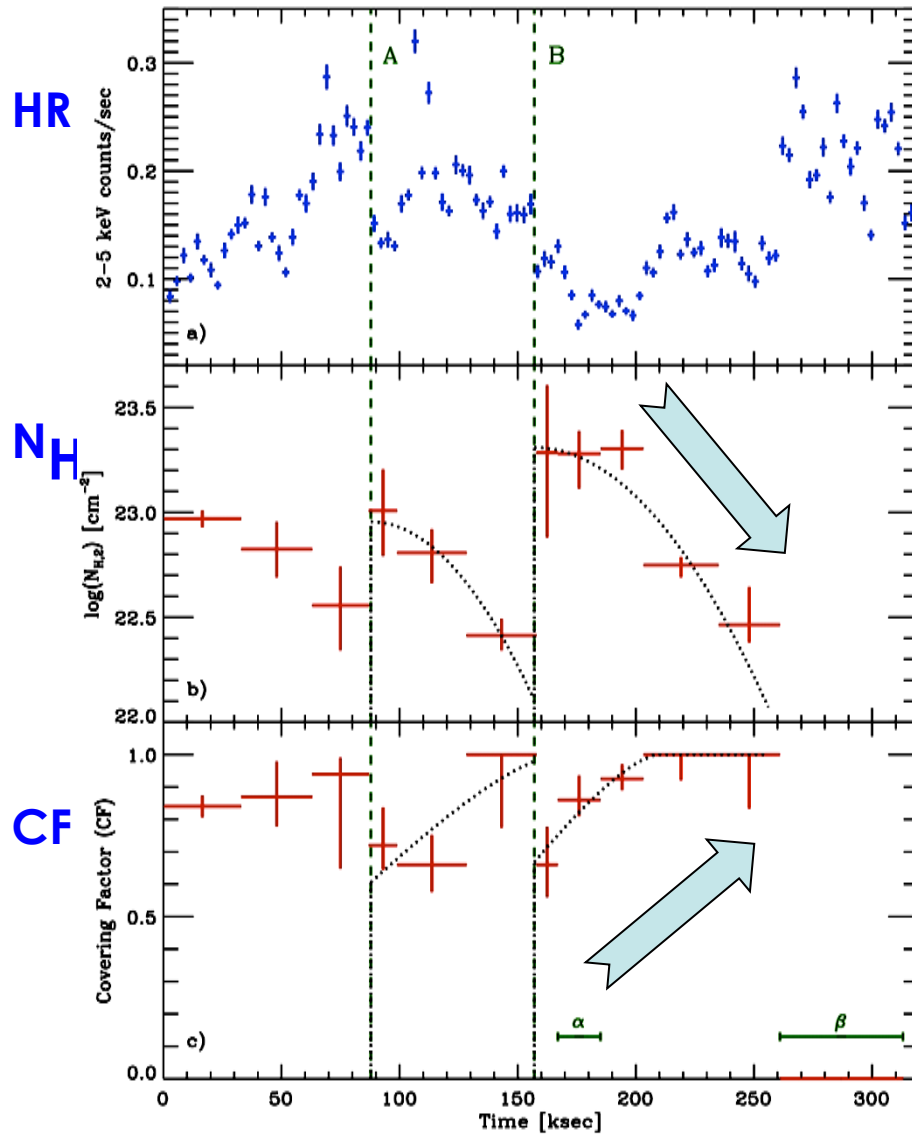 HR
2-5 keV counts/sec
0.3
0.2
0.1
A
B
a)
NH
log(N_H,2) [cm⁻²]
23.5
23.0
22.5
22.0
b)
CF
Covering Factor (CF)
1.0
0.5
0.0
α
β
c)
0
50
100
150
200
250
300
Time [ksec]